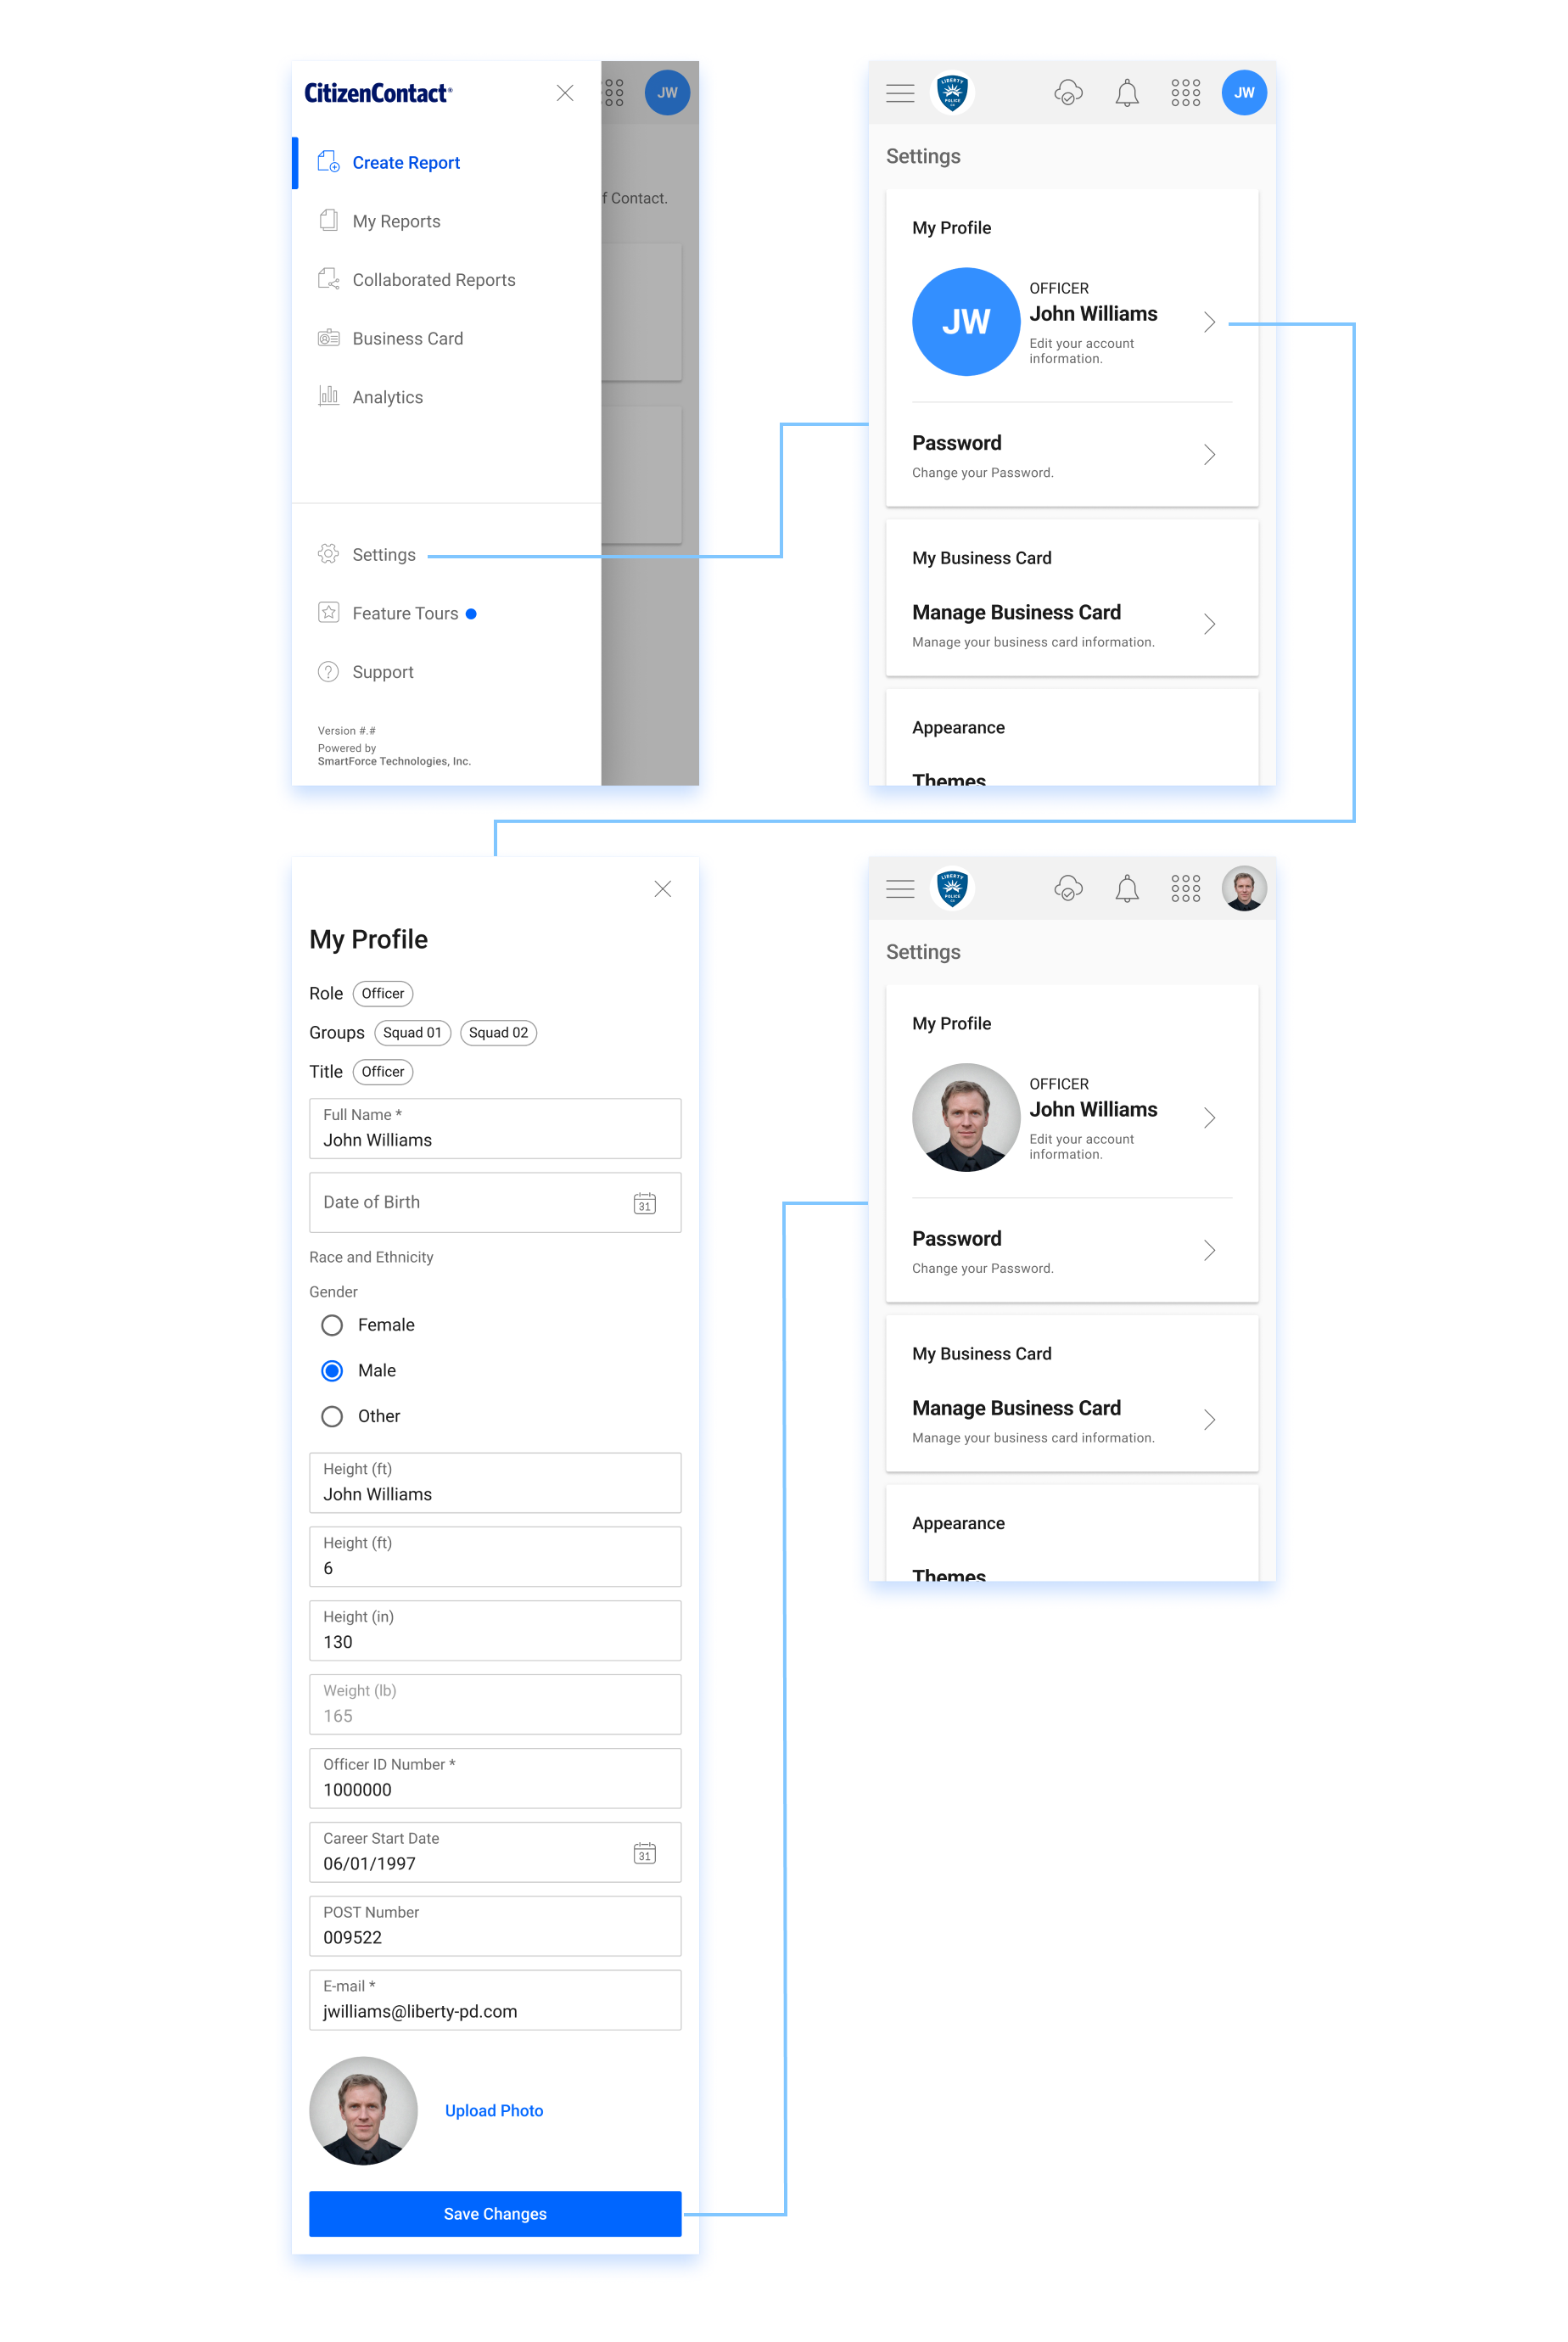 CitizenContact®
JW
Create Report
f Contact.
My Reports
Collaborated Reports
Business Card
Analytics
Settings
Feature Tours
Support
Version #.#
Powered by
SmartForce Technologies, Inc.
LIBERTY
POLICE
JW
Settings
My Profile
JW
OFFICER
John Williams
Edit your account
information.
Password
Change your Password.
My Business Card
Manage Business Card
Manage your business card information.
Appearance
Themes
My Profile
Role Officer
Groups Squad 01 Squad 02
Title Officer
Full Name *
John Williams
Date of Birth
31
Race and Ethnicity
Gender
Female
Male
Other
Height (ft)
John Williams
Height (ft)
6
Height (in)
130
Weight (lb)
165
Officer ID Number *
1000000
Career Start Date
06/01/1997
31
POST Number
009522
E-mail *
jwilliams@liberty-pd.com
Upload Photo
Save Changes
LIBERTY
POLICE
Settings
My Profile
OFFICER
John Williams
Edit your account
information.
Password
Change your Password.
My Business Card
Manage Business Card
Manage your business card information.
Appearance
Themes